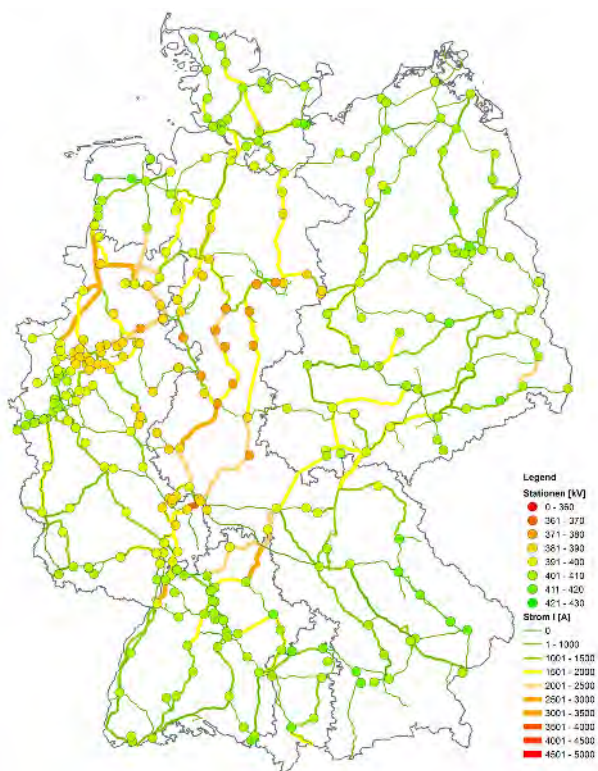 Legend
Stationen [kV]
0 - 360
361 - 370
371 - 380
381 - 390
391 - 400
401 - 410
411 - 420
421 - 430
Strom I [A]
0
1 - 1000
1001 - 1500
1501 - 2000
2001 - 2500
2501 - 3000
3001 - 3500
3501 - 4000
4001 - 4500
4501 - 5000